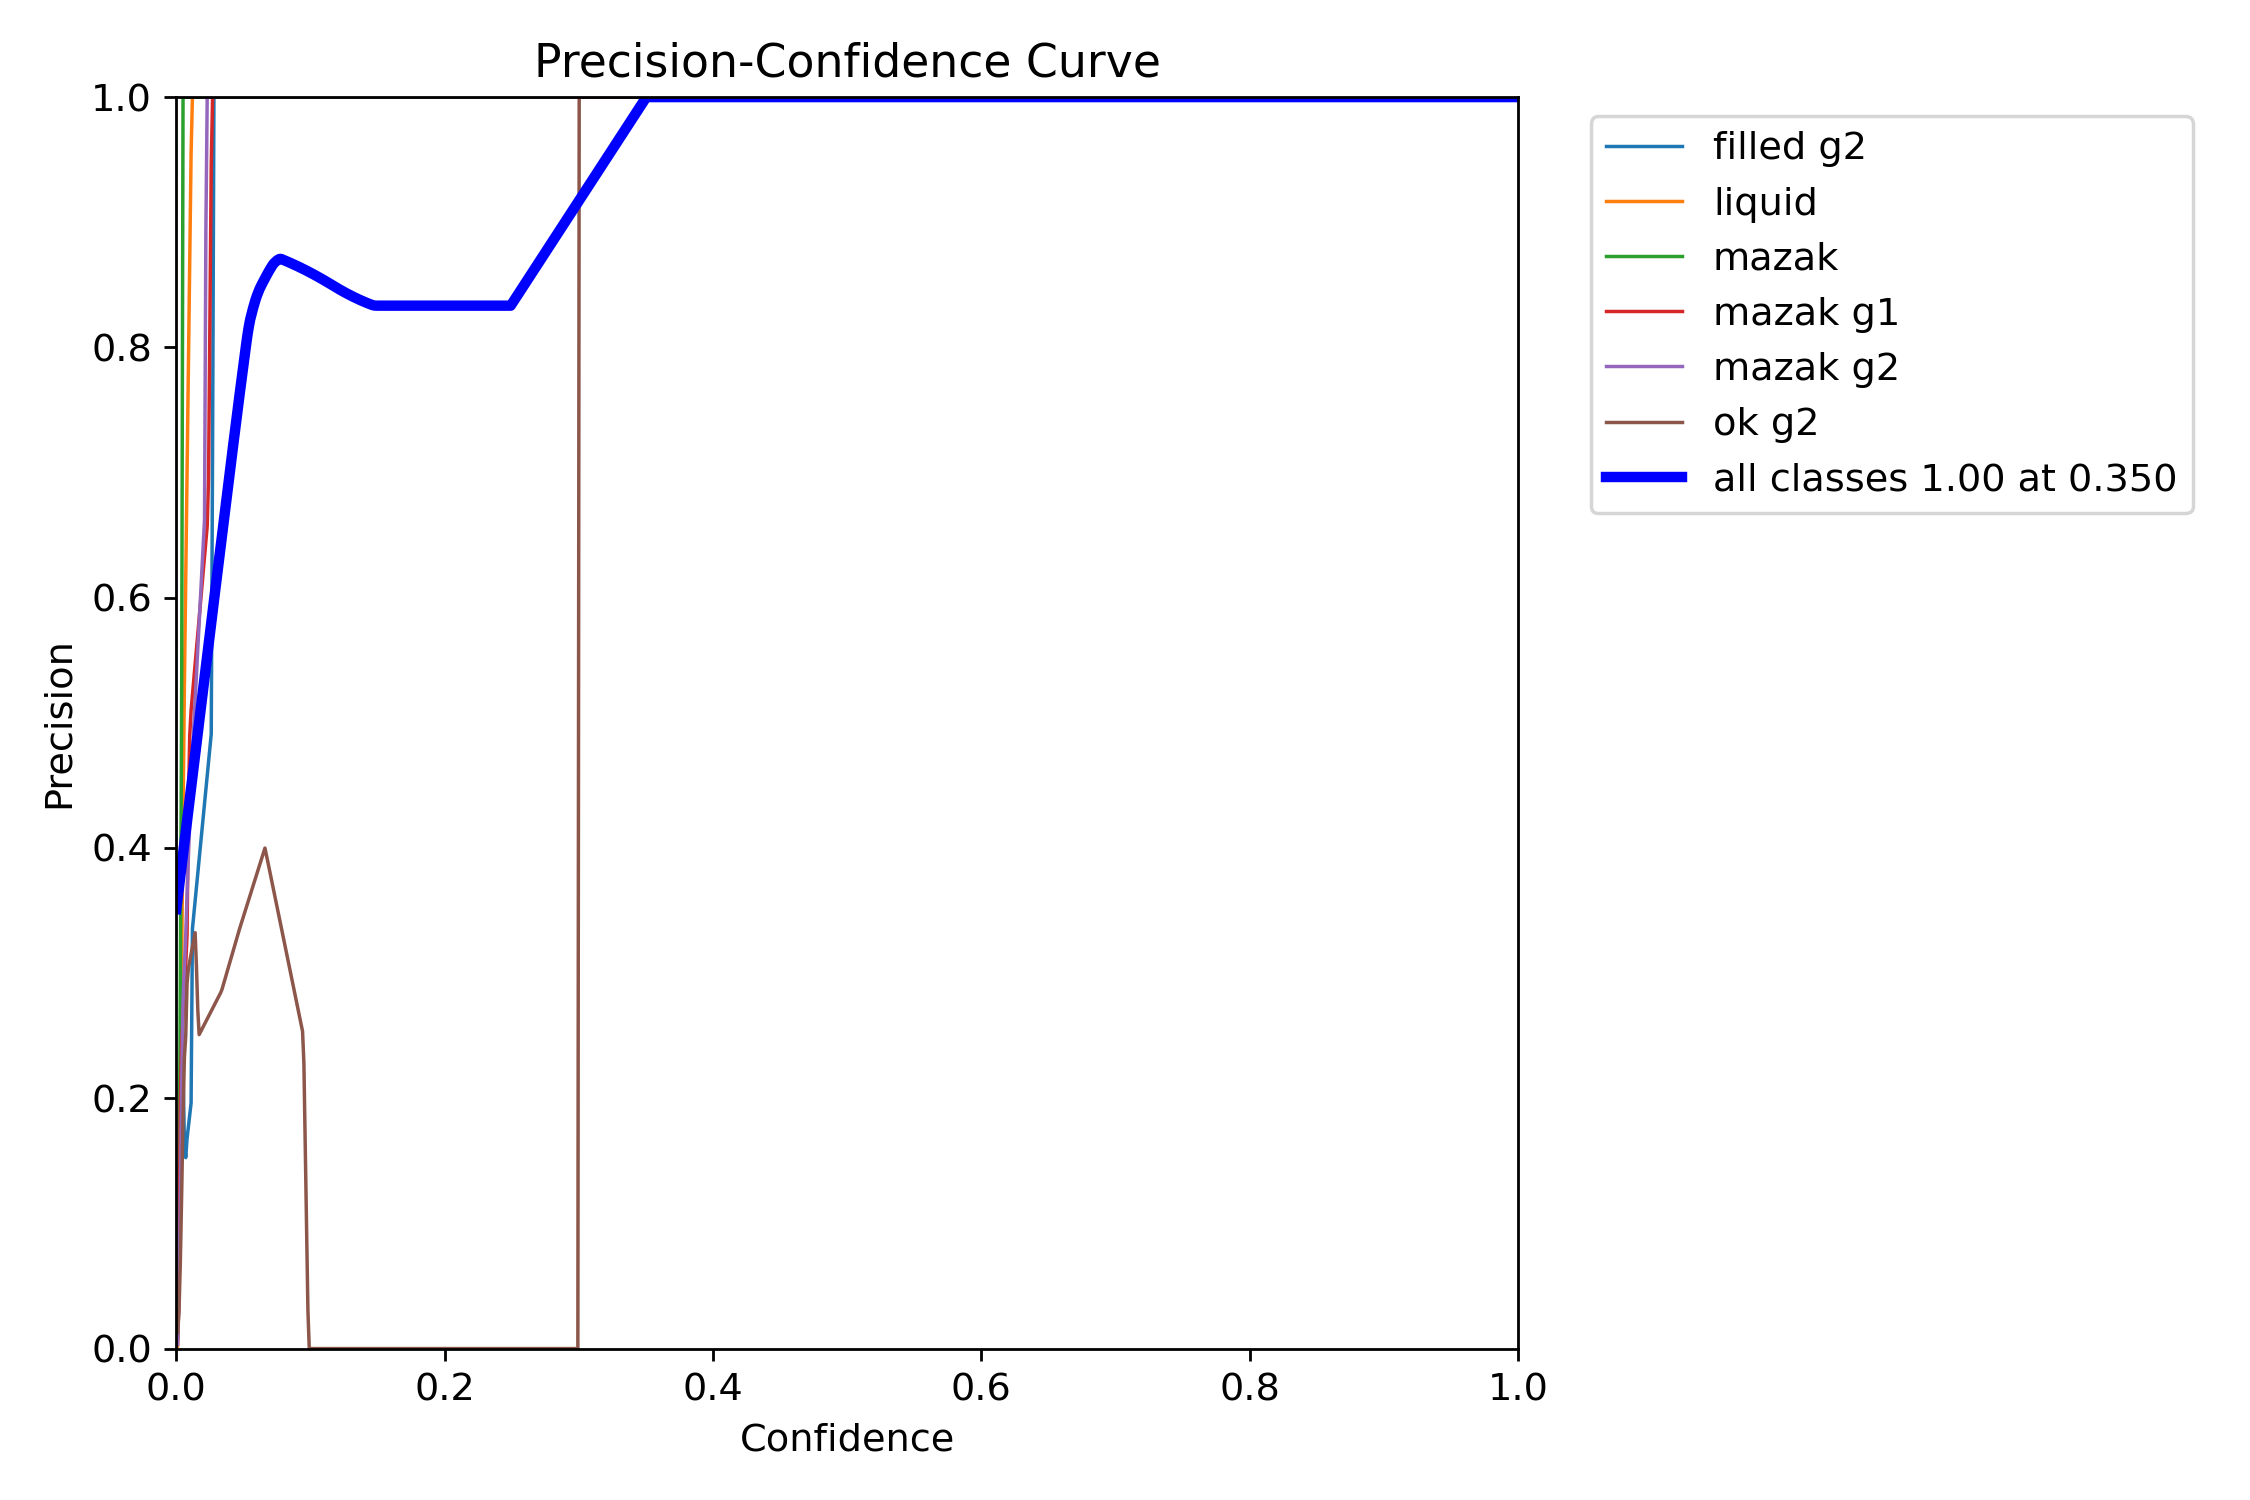 Precision-Confidence Curve
1.0
0.8
0.6
0.4
0.2
0.0
Precision
0.0 0.2 0.4 0.6 0.8 1.0
Confidence
filled g2
liquid
mazak
mazak g1
mazak g2
ok g2
all classes 1.00 at 0.350